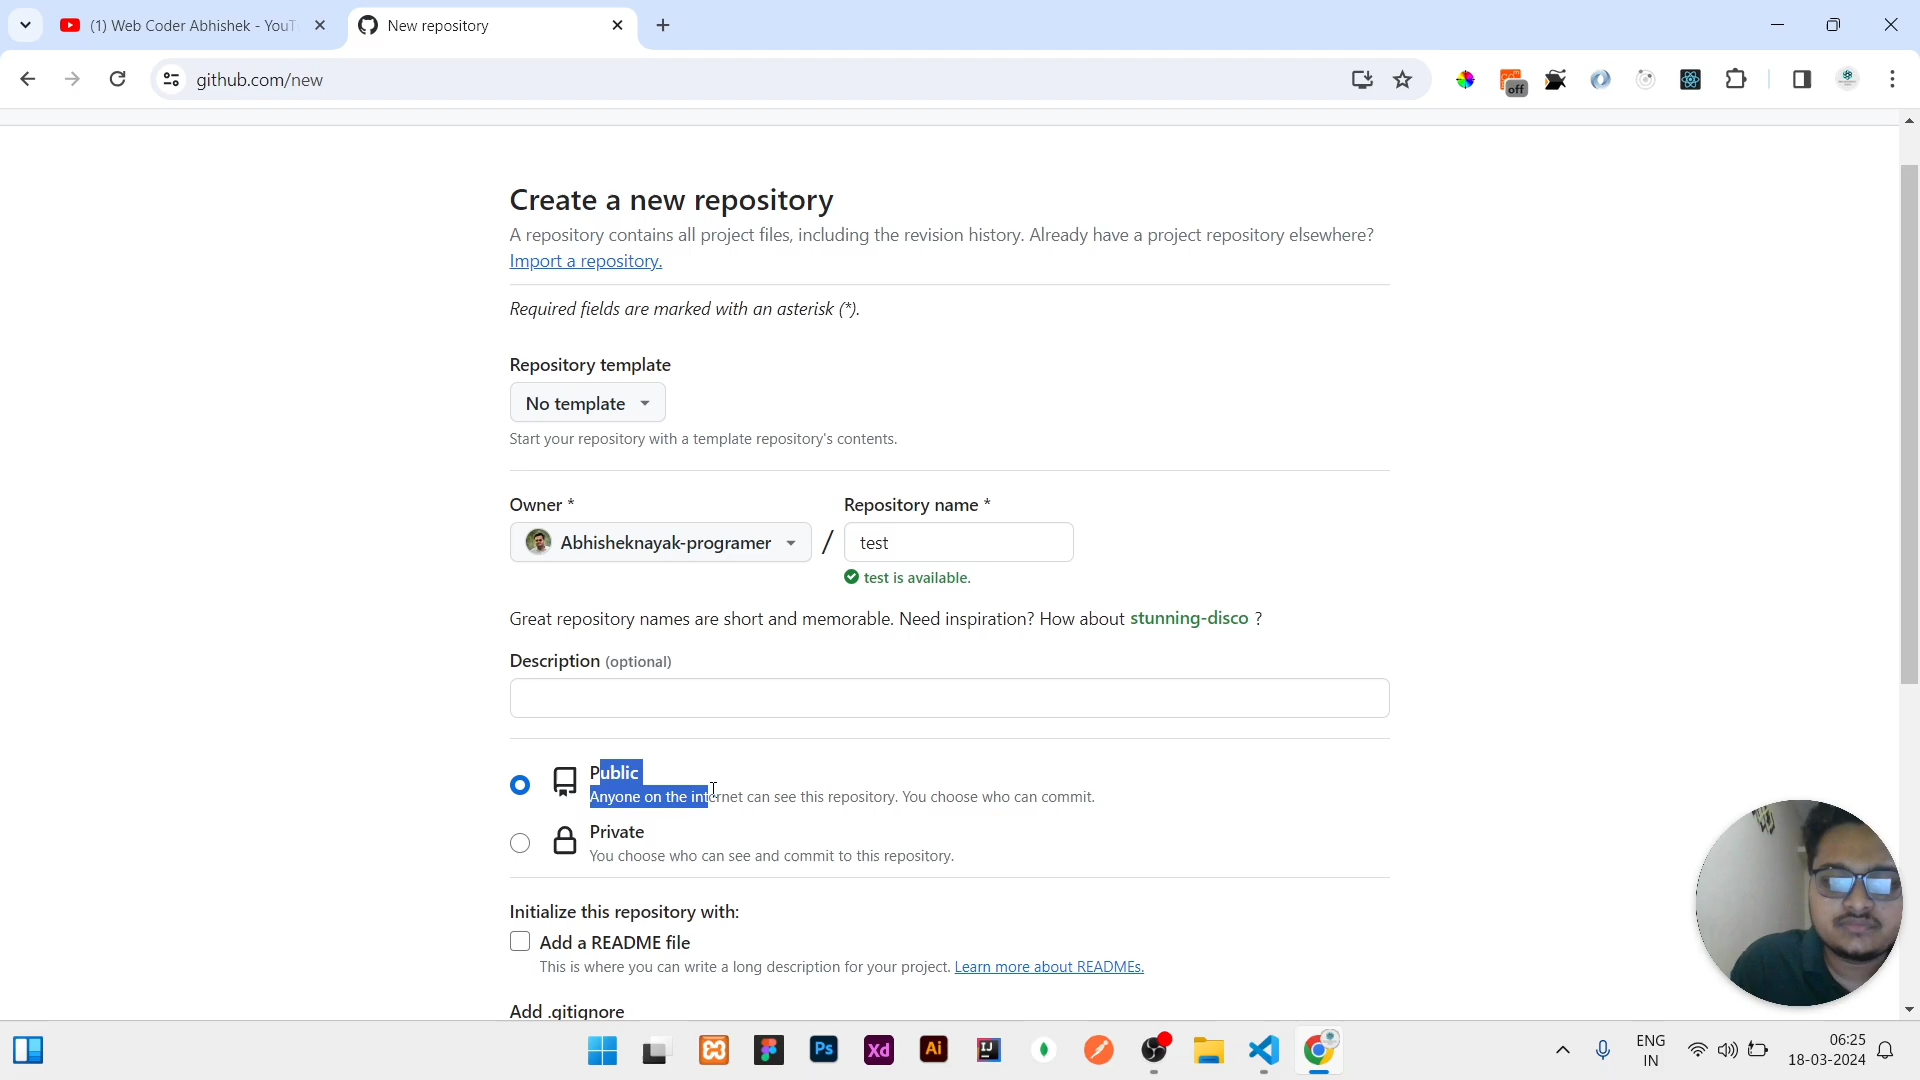 (1) Web Coder Abhishek - YouT
New repository
github.com/new
off
Create a new repository
A repository contains all project files, including the revision history. Already have a project repository elsewhere?
Import a repository.
Required fields are marked with an asterisk (*).
Repository template
No template
Start your repository with a template repository's contents.
Owner *
Repository name *
Abhisheknayak-programer / test
test is available.
Great repository names are short and memorable. Need inspiration? How about stunning-disco ?
Description (optional)
Public
Anyone on the internet can see this repository. You choose who can commit.
Private
You choose who can see and commit to this repository.
Initialize this repository with:
Add a README file
This is where you can write a long description for your project. Learn more about READMEs.
Add .gitignore
Ps
Xd
Ai
IJ
ENG
IN
06:25
18-03-2024